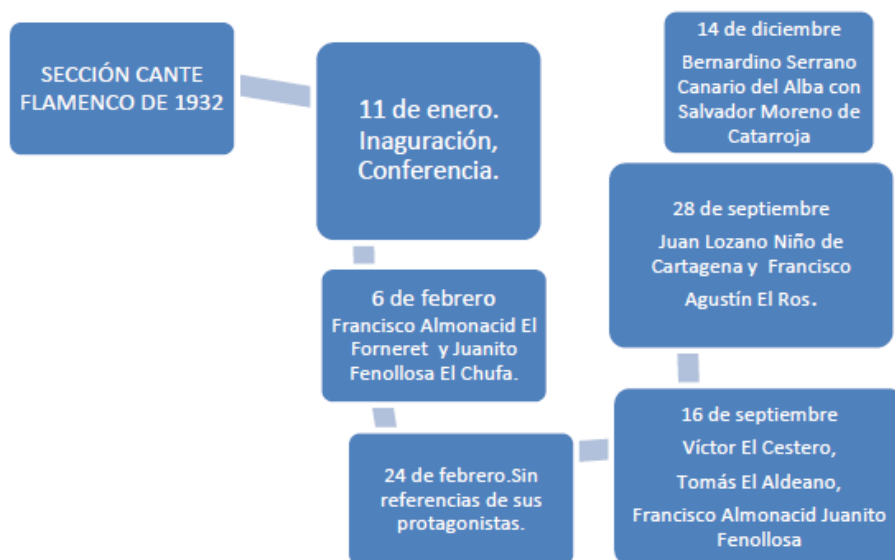 SECCIÓN CANTE
FLAMENCO DE 1932
11 de enero.
Inaguración,
Conferencia.
6 de febrero
Francisco Almonacid El
Forneret y Juanito
Fenollosa El Chufa.
24 de febrero.Sin
referencias de sus
protagonistas.
16 de septiembre
Víctor El Cestero,
Tomás El Aldeano,
Francisco Almonacid Juanito
Fenollosa
28 de septiembre
Juan Lozano Niño de
Cartagena y Francisco
Agustín El Ros.
14 de diciembre
Bernardino Serrano
Canario del Alba con
Salvador Moreno de
Catarroja